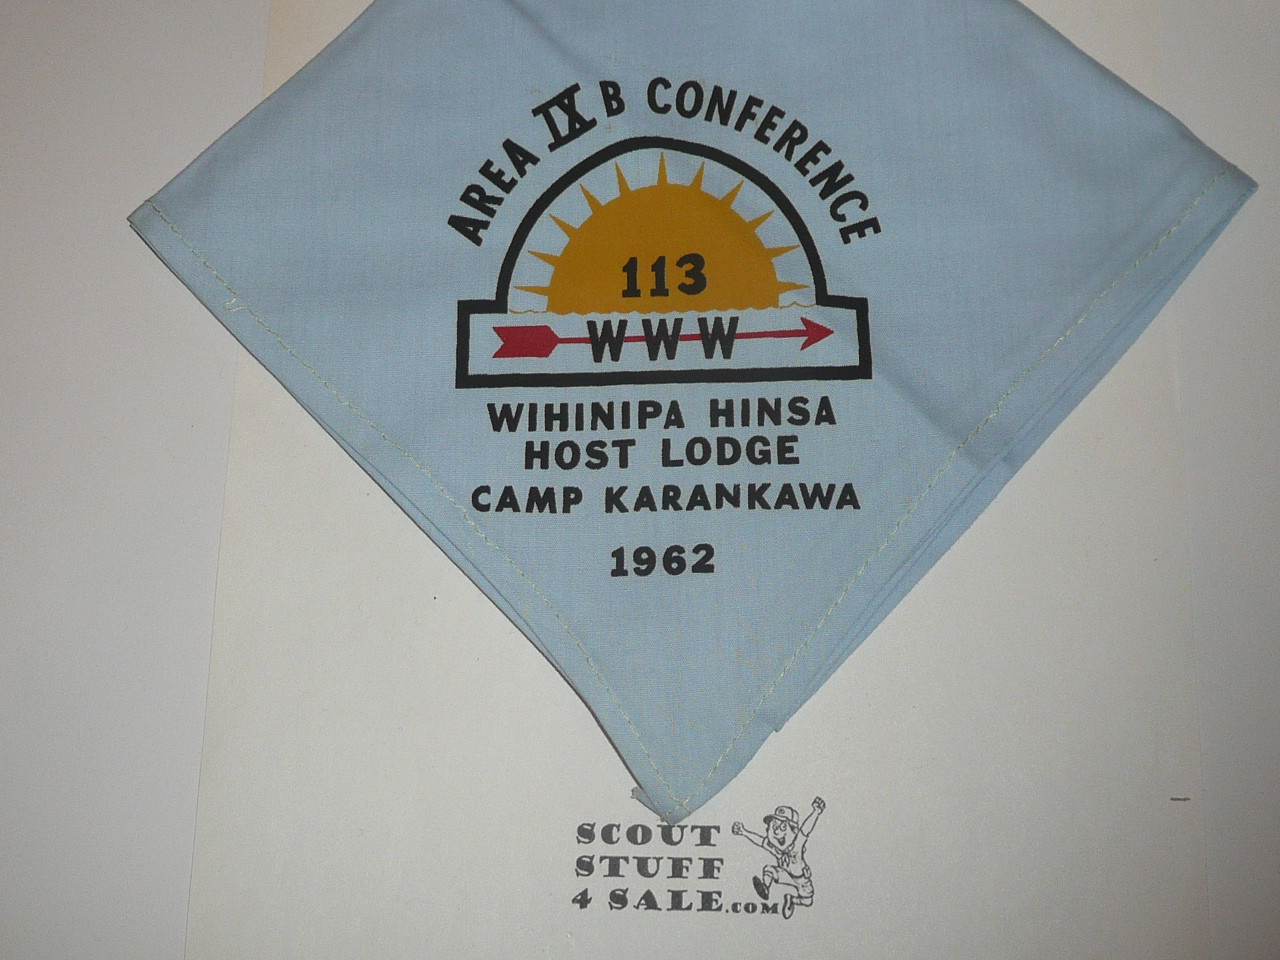 AREA IX B CONFERENCE
113
WWW
WIHINIPA HINSA
HOST LODGE
CAMP KARANKAWA
1962
SCOUT
STUFF
4 SALE.COM